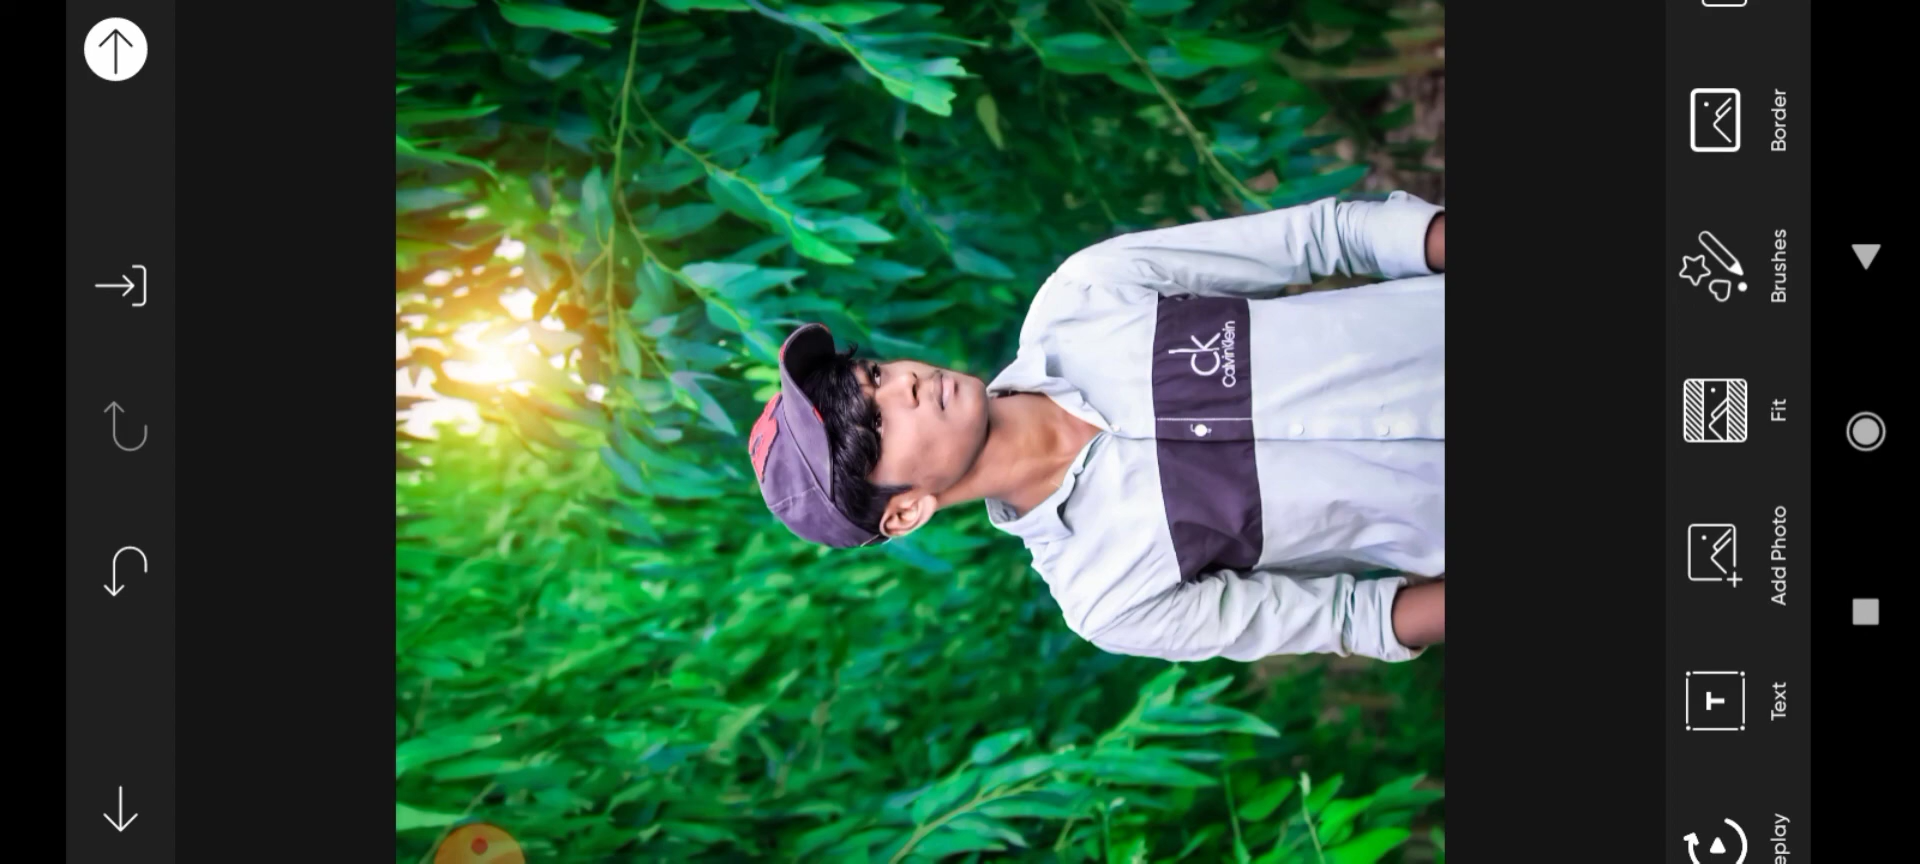 ck
Calvin Klein
eplay
Text
Add Photo
Fit
Brushes
Border